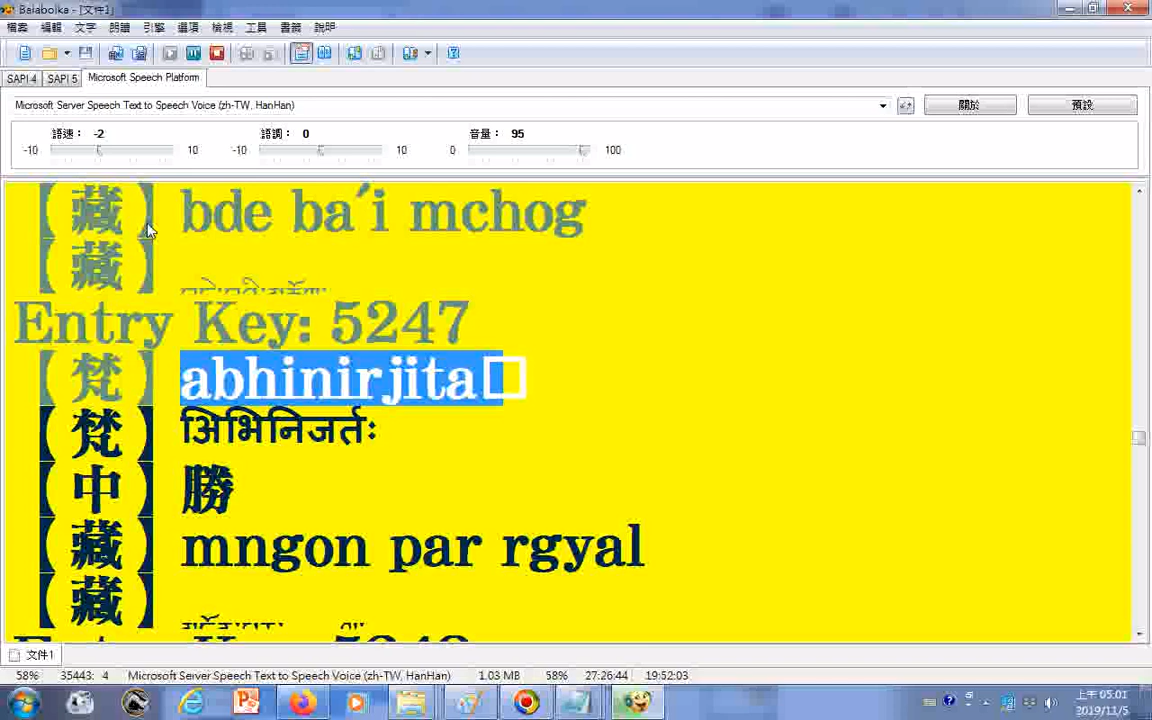 Balabolka - [文件1]
檔案 編輯 文字 朗讀 引擎 選項 檢視 工具 書籤 說明
SAPI 4 SAPI 5 Microsoft Speech Platform
Microsoft Server Speech Text to Speech Voice (zh-TW, HanHan) 關於 預設
語速： -2 語調： 0 音量： 95
-10 10 -10 10 0 100
【 藏 】 bde ba'i mchog
【 藏 】
Entry Key: 5247
【 梵 】 abhinirjita□
【 梵 】 अिभिनिजर्तः
【 中 】 勝
【 藏 】 mngon par rgyal
【 藏 】
文件1
58% 35443: 4 Microsoft Server Speech Text to Speech Voice (zh-TW, HanHan) 1.03 MB 58% 27:26:44 19:52:03
上午 05:01
2019/11/5